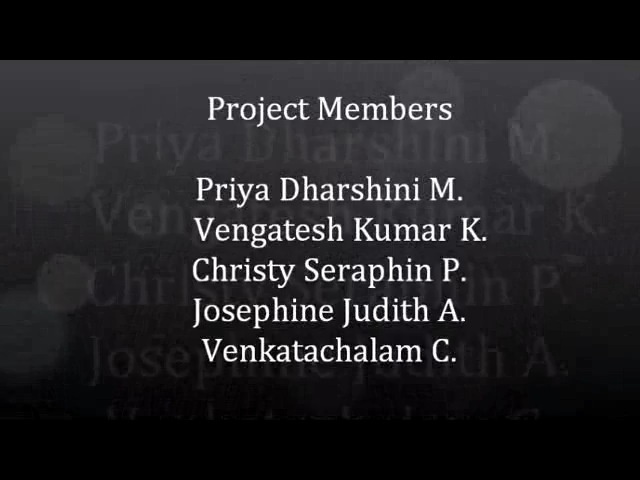 Project Members
Priya Dharshini M.
Vengatesh Kumar K.
Christy Seraphin P.
Josephine Judith A.
Venkatachalam C.